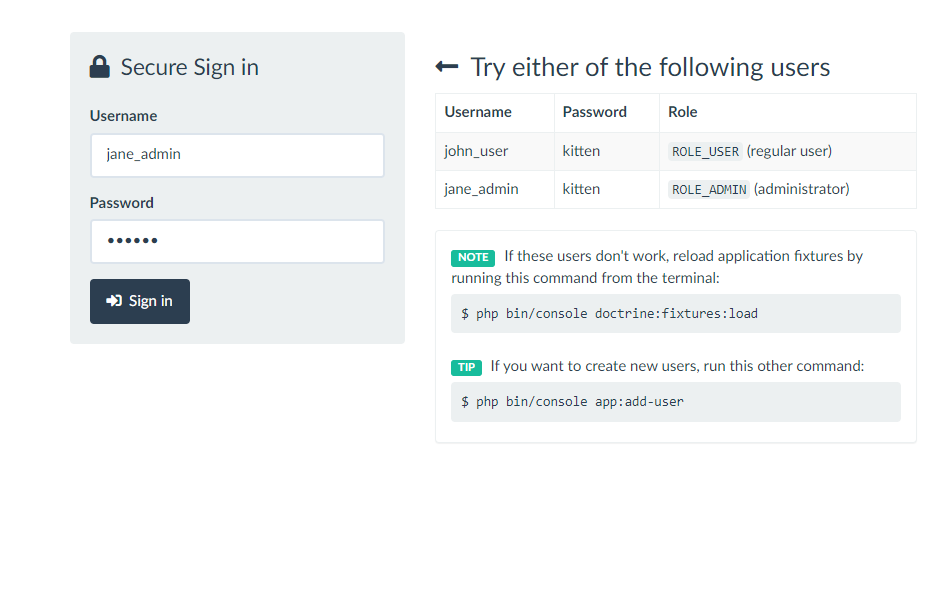 Secure Sign in
Username
jane_admin
Password
••••••
Sign in
Try either of the following users
Username Password Role
john_user kitten ROLE_USER (regular user)
jane_admin kitten ROLE_ADMIN (administrator)
NOTE If these users don't work, reload application fixtures by
running this command from the terminal:
$ php bin/console doctrine:fixtures:load
TIP If you want to create new users, run this other command:
$ php bin/console app:add-user